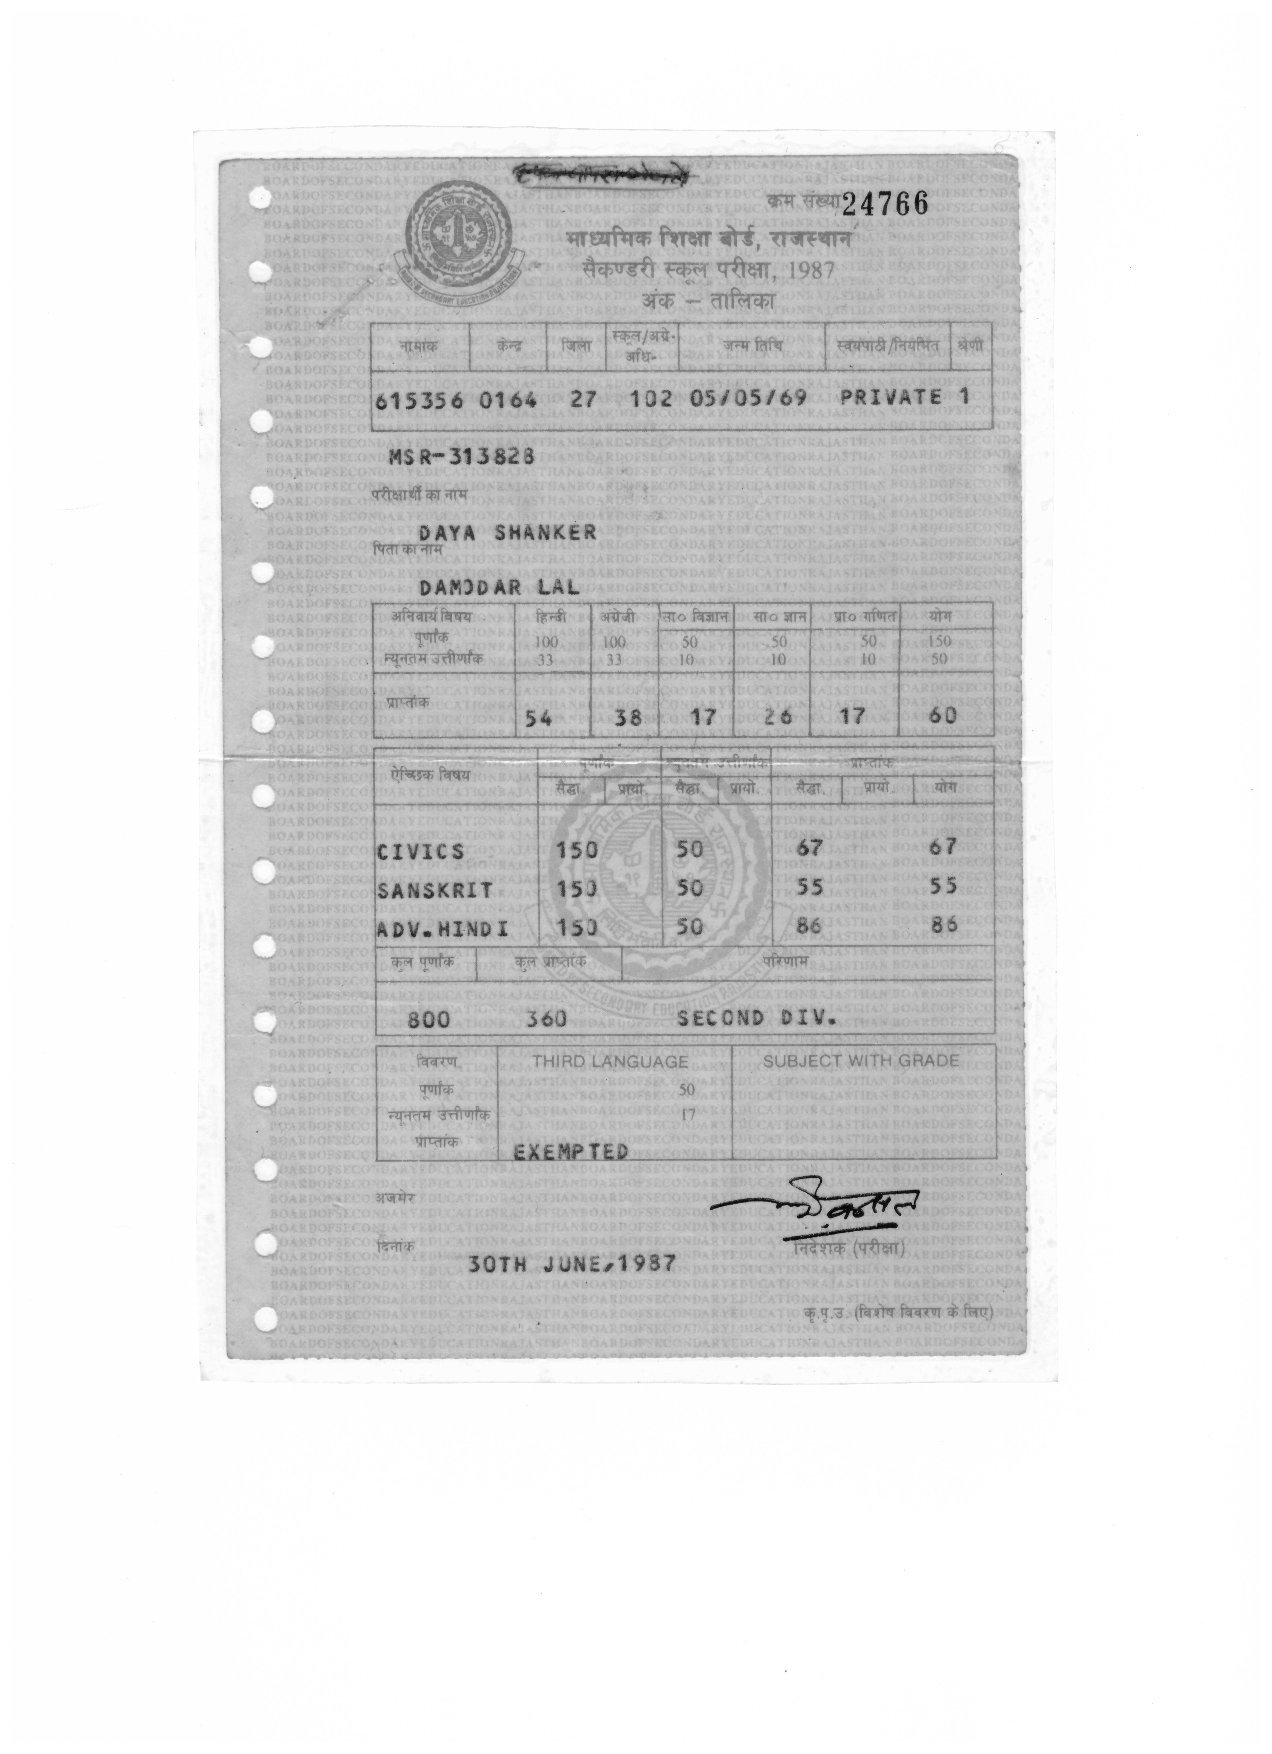 क्रम संख्या 24766
माध्यमिक शिक्षा बोर्ड, राजस्थान
सैकण्डरी स्कूल परीक्षा, 1987
अंक – तालिका
नामांक केन्द्र जिला स्कूल/अग्रे. अधि. जन्म तिथि स्वयंपाठी/नियमित श्रेणी
615356 0164 27 102 05/05/69 PRIVATE 1
MSR-313828
परीक्षार्थी का नाम
DAYA SHANKER
पिता का नाम
DAMODAR LAL
अनिवार्य विषय हिन्दी अंग्रेजी सा० विज्ञान सा० ज्ञान प्रा० गणित योग
पूर्णांक 100 100 50 50 50 150
न्यूनतम उत्तीर्णांक 33 33 10 10 10 50
प्राप्तांक 54 38 17 26 17 60
ऐच्छिक विषय पूर्णांक न्यूनतम उत्तीर्णांक प्राप्तांक
सैद्धा. प्रायो. सैद्धा. प्रायो. सैद्धा. प्रायो. योग
CIVICS 150 50 67 67
SANSKRIT 150 50 55 55
ADV.HINDI 150 50 86 86
कुल पूर्णांक कुल प्राप्तांक परिणाम
800 360 SECOND DIV.
विवरण THIRD LANGUAGE SUBJECT WITH GRADE
पूर्णांक 50
न्यूनतम उत्तीर्णांक 17
प्राप्तांक EXEMPTED
अजमेर
दिनांक
30TH JUNE,1987
निदेशक (परीक्षा)
कृ.पृ.उ. (विशेष विवरण के लिए)